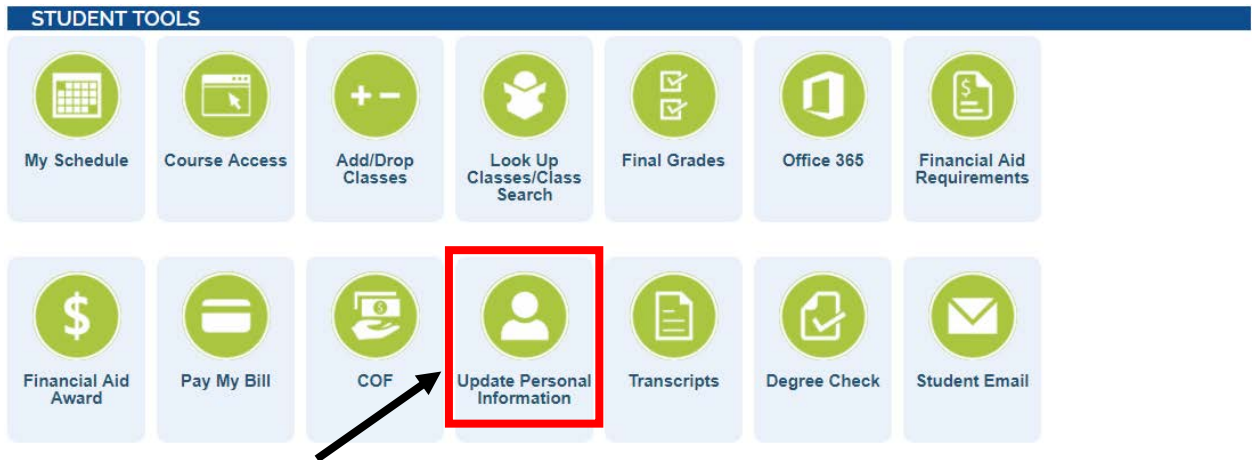 STUDENT TOOLS
My Schedule
Course Access
Add/Drop
Classes
Look Up
Classes/Class
Search
Final Grades
Office 365
Financial Aid
Requirements
Financial Aid
Award
Pay My Bill
COF
Update Personal
Information
Transcripts
Degree Check
Student Email